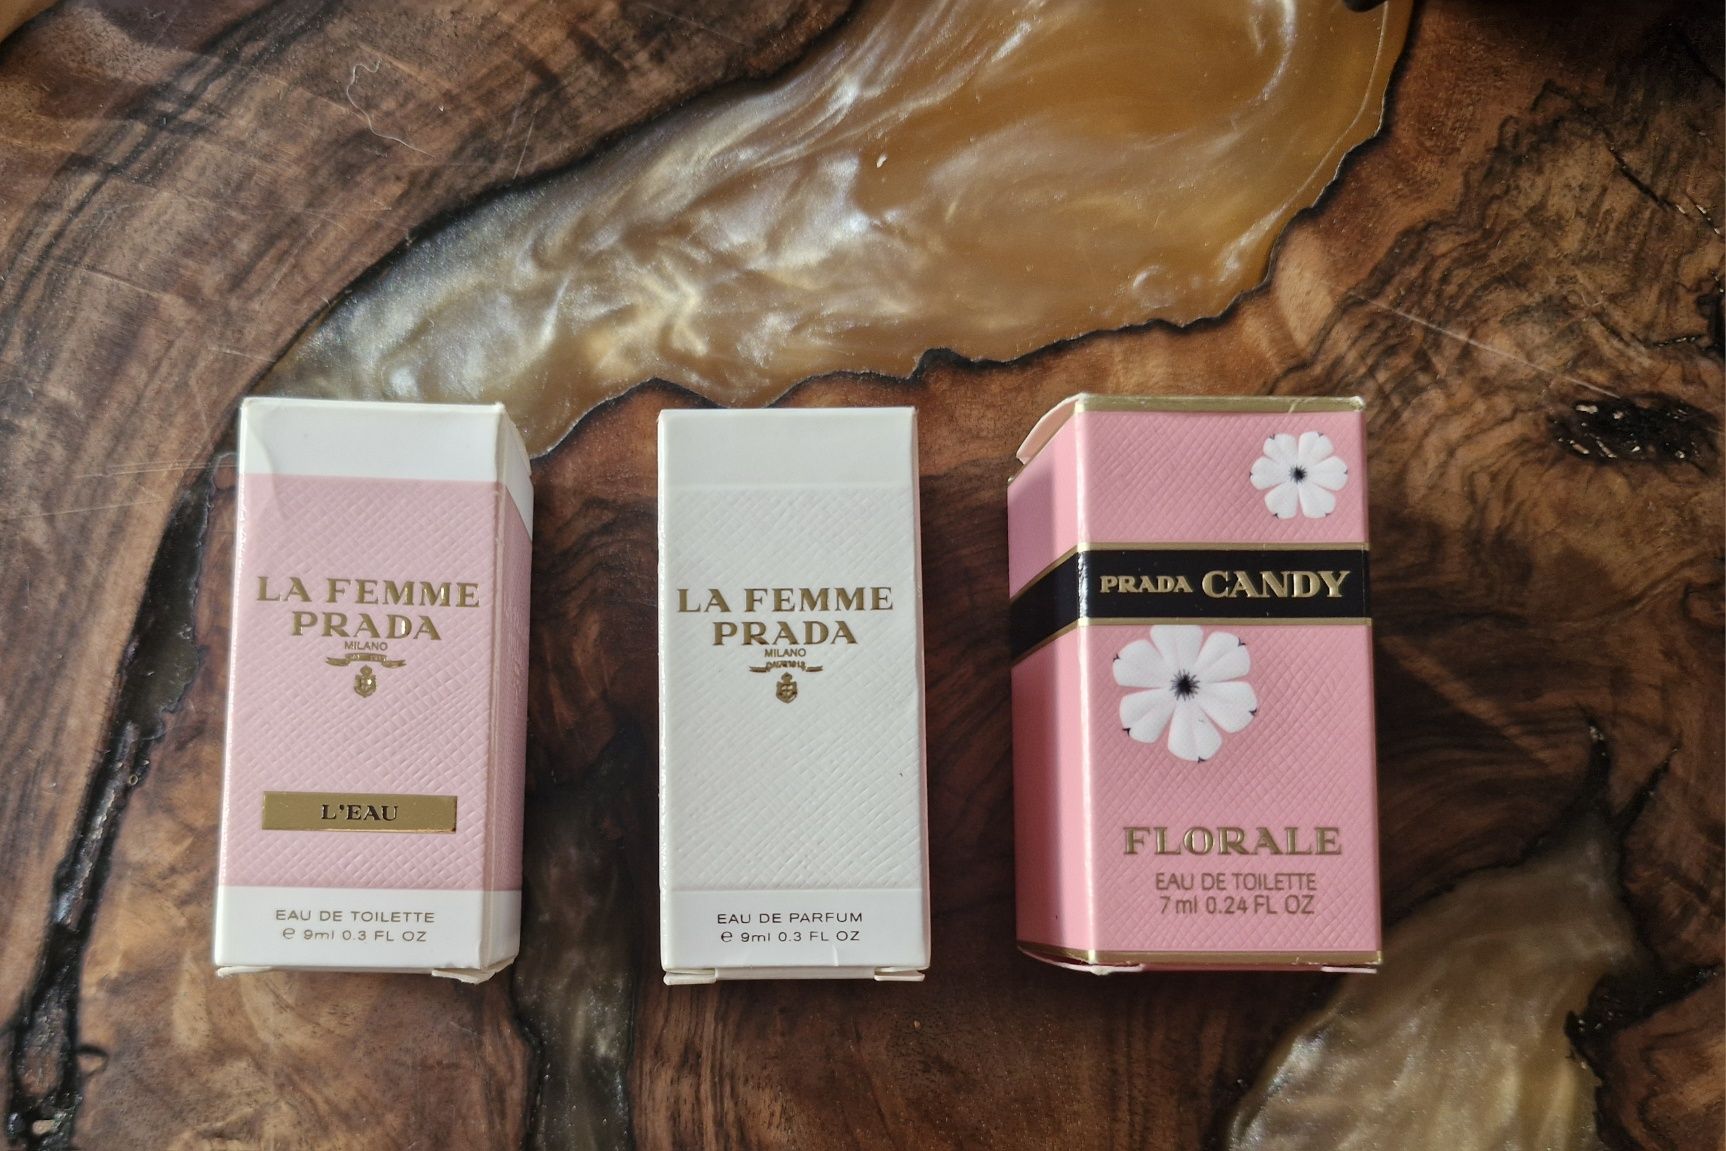 LA FEMME
PRADA
MILANO
L'EAU
EAU DE TOILETTE
℮ 9ml 0.3 FL OZ
LA FEMME
PRADA
MILANO
EAU DE PARFUM
℮ 9ml 0.3 FL OZ
PRADA CANDY
FLORALE
EAU DE TOILETTE
7 ml 0.24 FL OZ